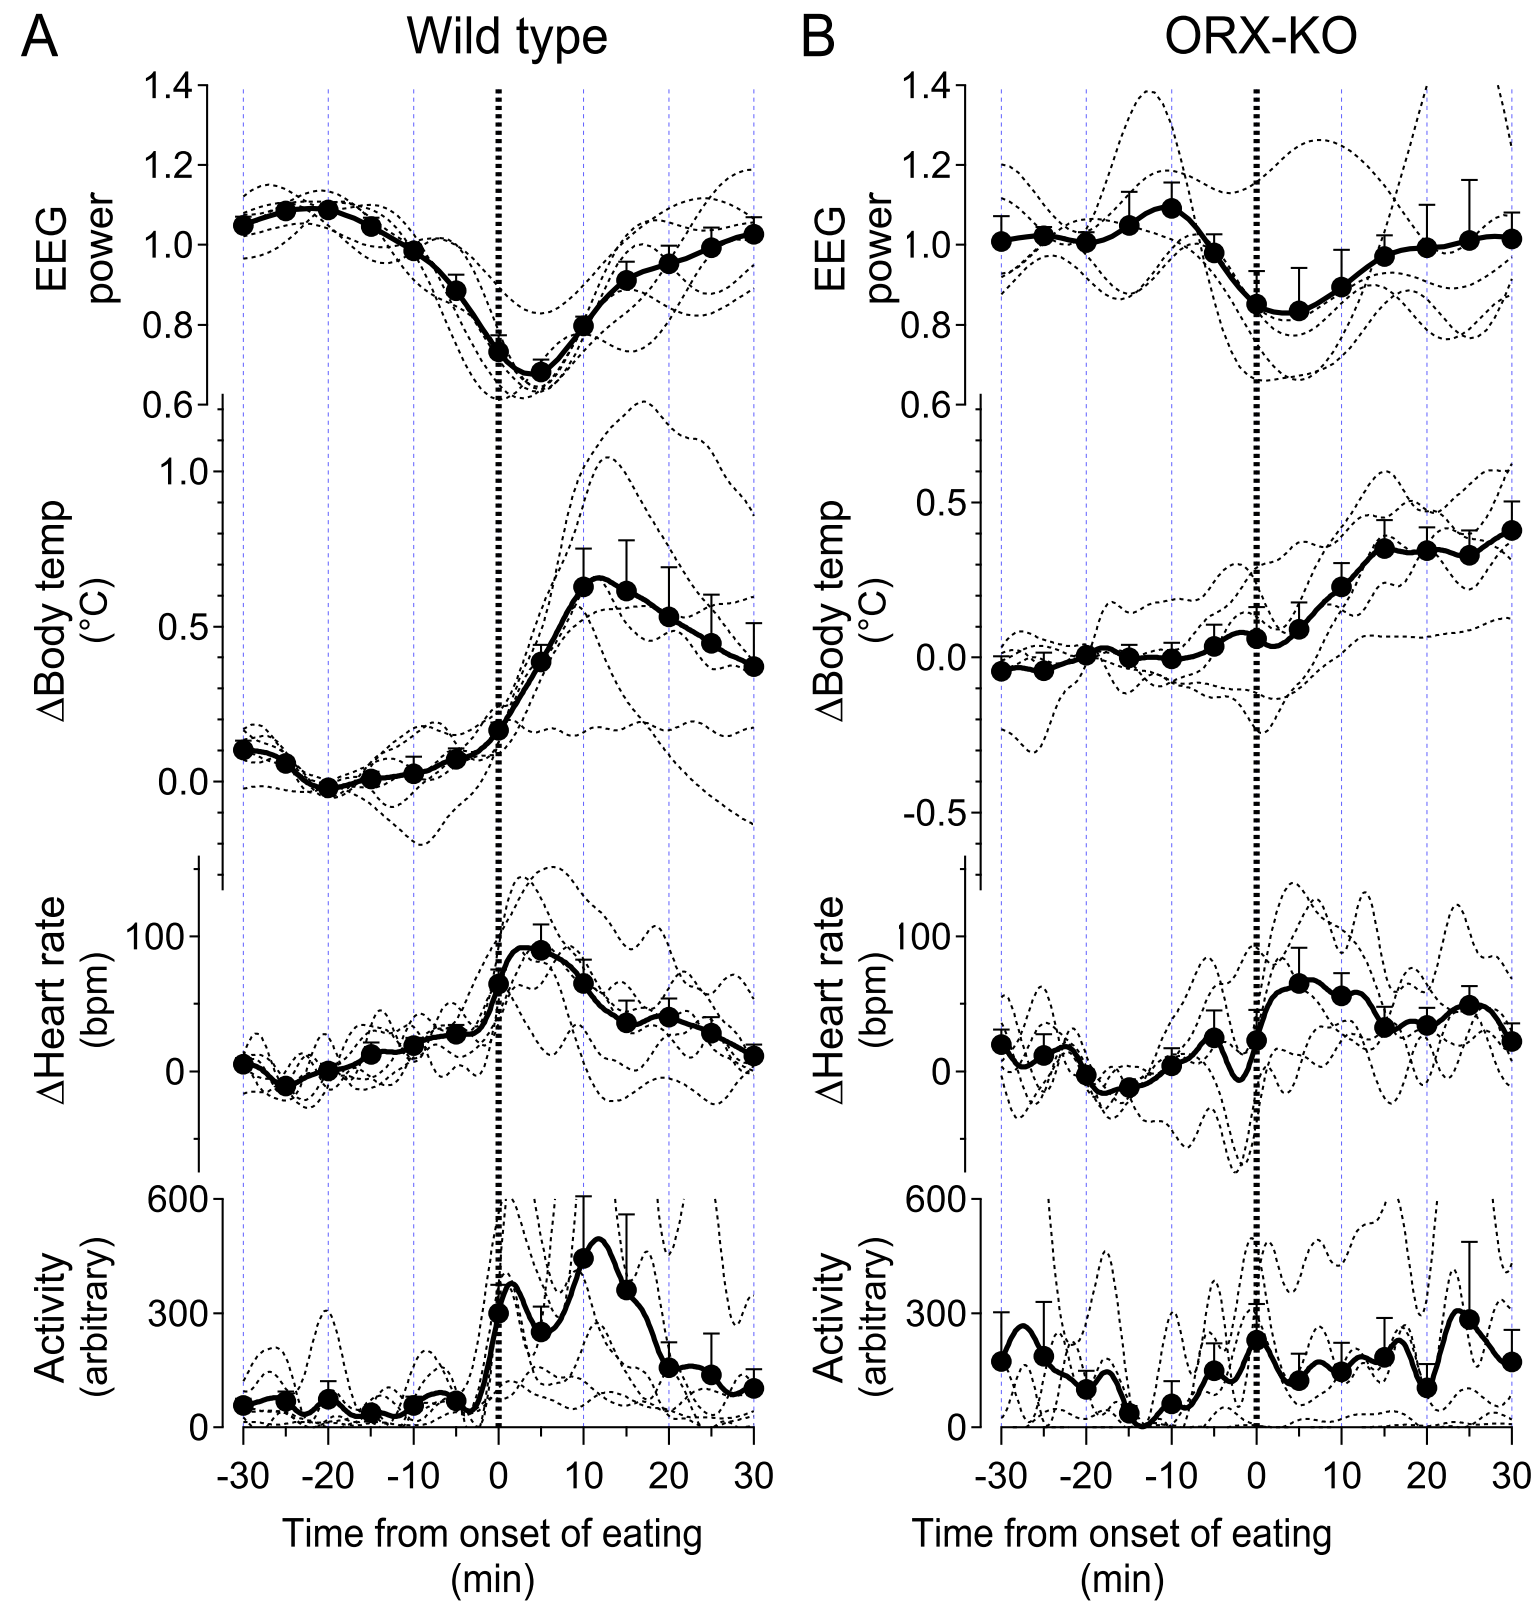 A Wild type B ORX-KO
1.4
1.2
1.0
0.8
0.6
EEG
power
1.4
1.2
1.0
0.8
0.6
EEG
power
1.0
0.5
0.0
ΔBody temp
(°C)
0.5
0.0
-0.5
ΔBody temp
(°C)
100
0
ΔHeart rate
(bpm)
100
0
ΔHeart rate
(bpm)
600
300
0
Activity
(arbitrary)
600
300
0
Activity
(arbitrary)
-30 -20 -10 0 10 20 30
Time from onset of eating
(min)
-30 -20 -10 0 10 20 30
Time from onset of eating
(min)